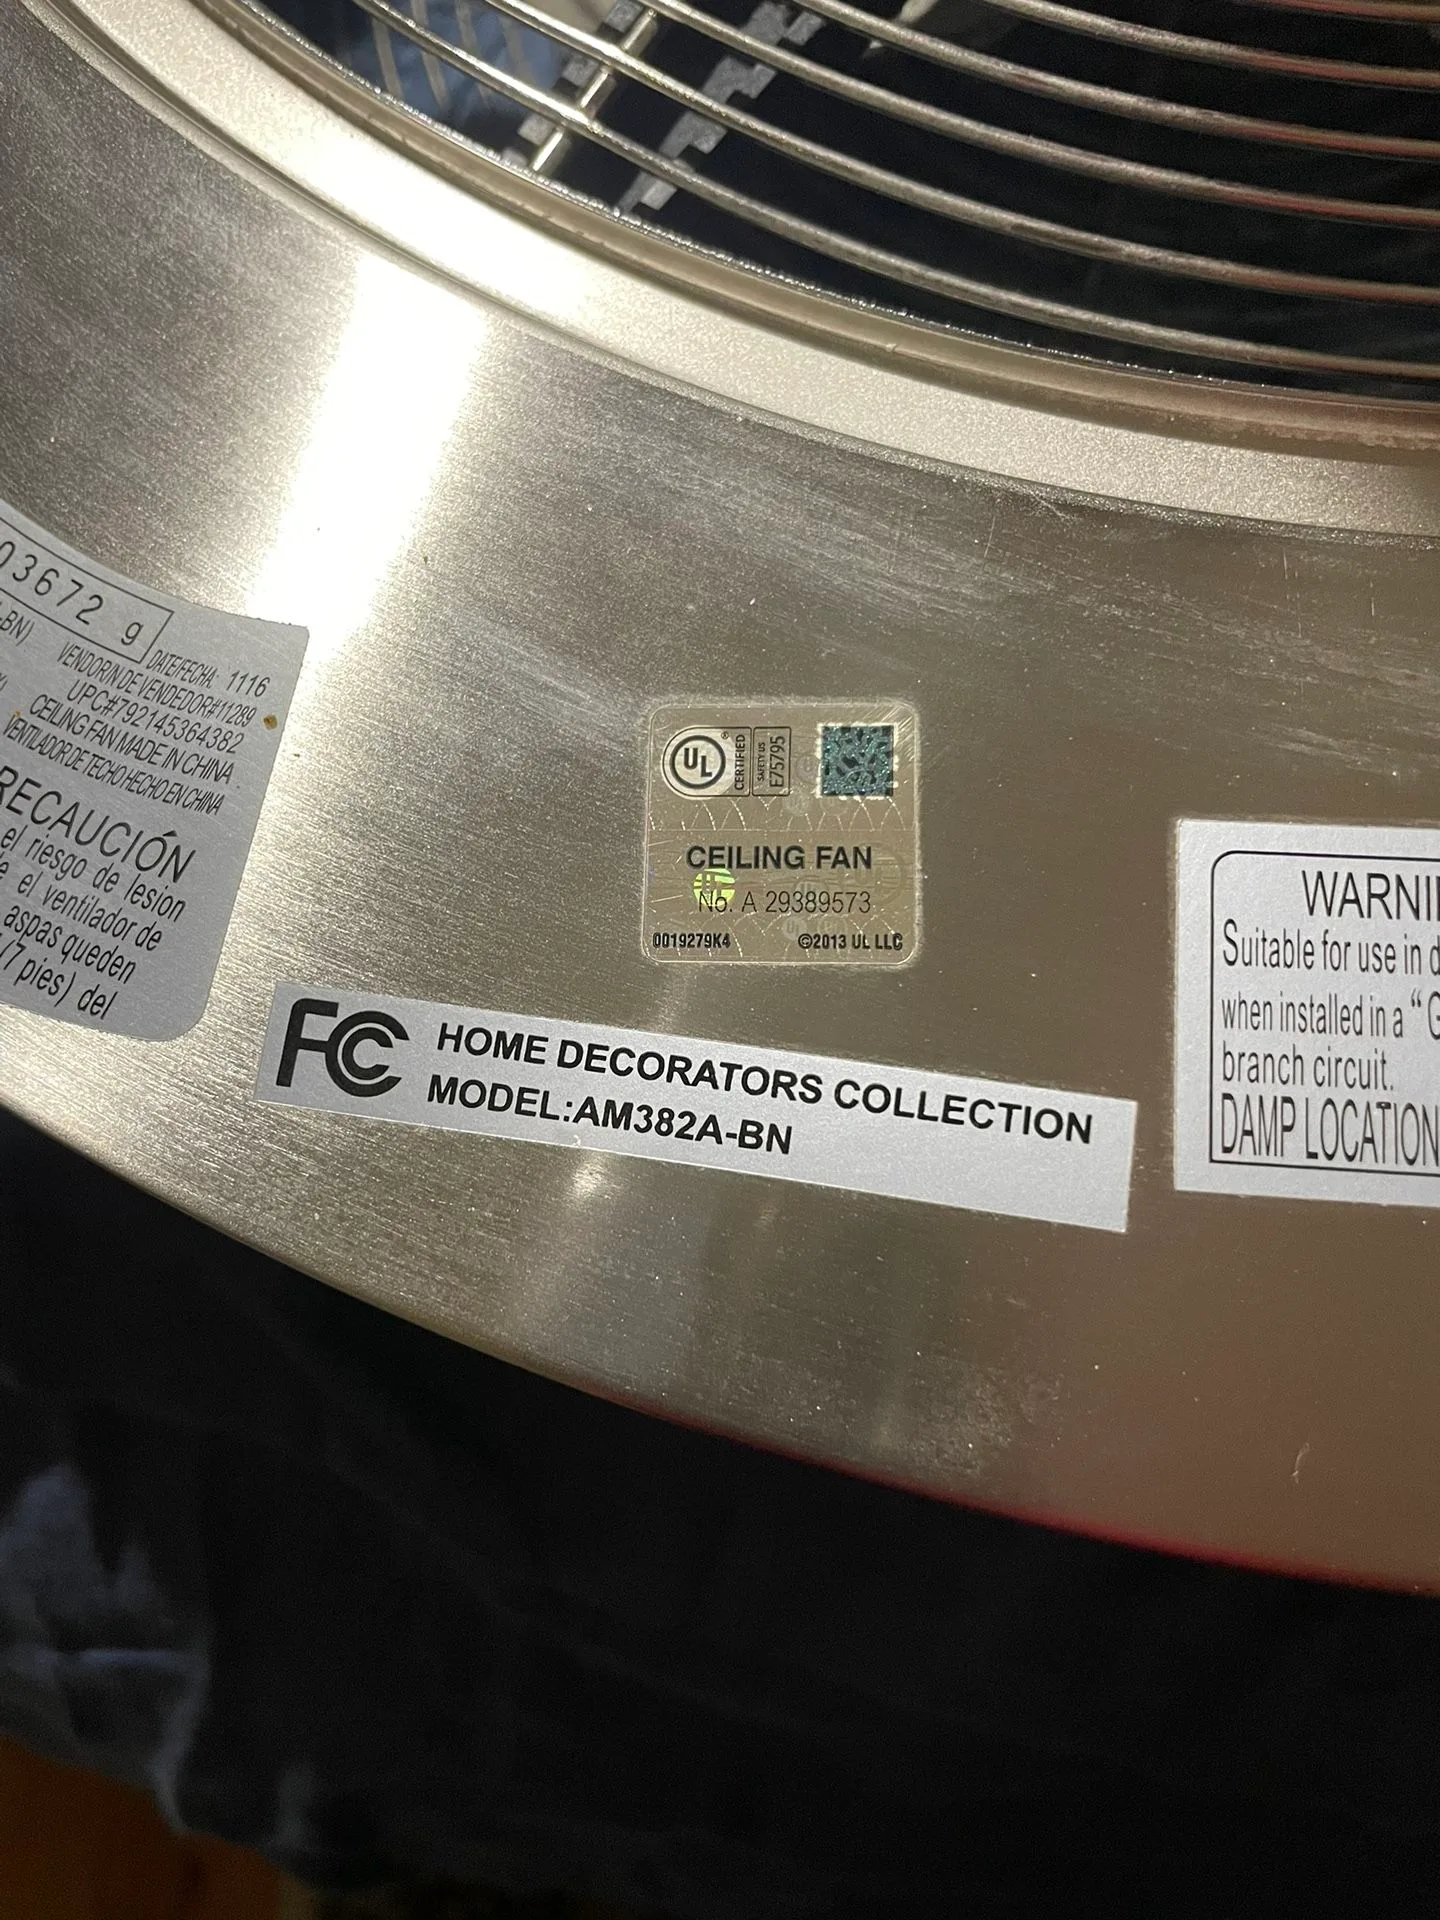 03672 g
-BN)
DATE/FECHA: 1116
VENDOR/N DE VENDEDOR#11289
UPC#792145364382
CEILING FAN MADE IN CHINA
VENTILADOR DE TECHO HECHO EN CHINA
RECAUCIÓN
el riesgo de lesion
e el ventilador de
aspas queden
(7 pies) del
UL
®
CERTIFIED
SAFETY US
E75795
CEILING FAN
No. A 29389573
0019279K4 ©2013 UL LLC
FC HOME DECORATORS COLLECTION
MODEL:AM382A-BN
WARNI
Suitable for use in d
when installed in a “G
branch circuit.
DAMP LOCATION